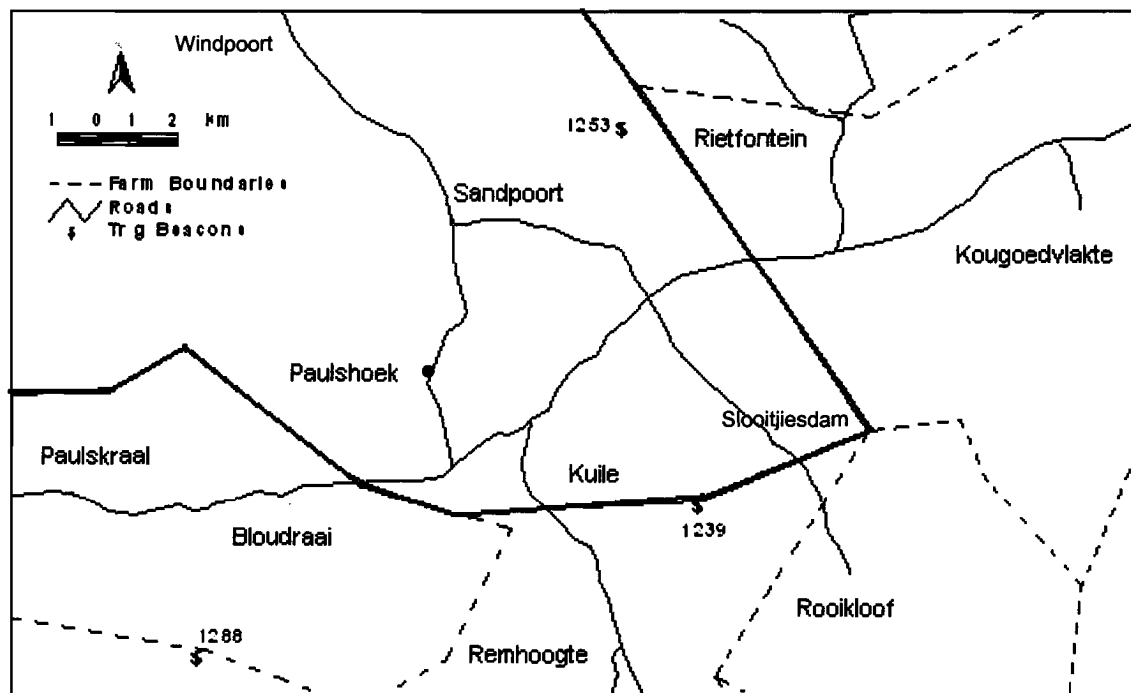 Windpoort
1 0 1 2 Km
Farm Boundaries
Roads
$ Trig Beacons
1253 $
Rietfontein
Sandpoort
Kougoedvlakte
Paulshoek
Slooitjiesdam
Paulskraal
Kuile
$
1239
Bloudraai
Rooikloof
1288
$
Remhoogte